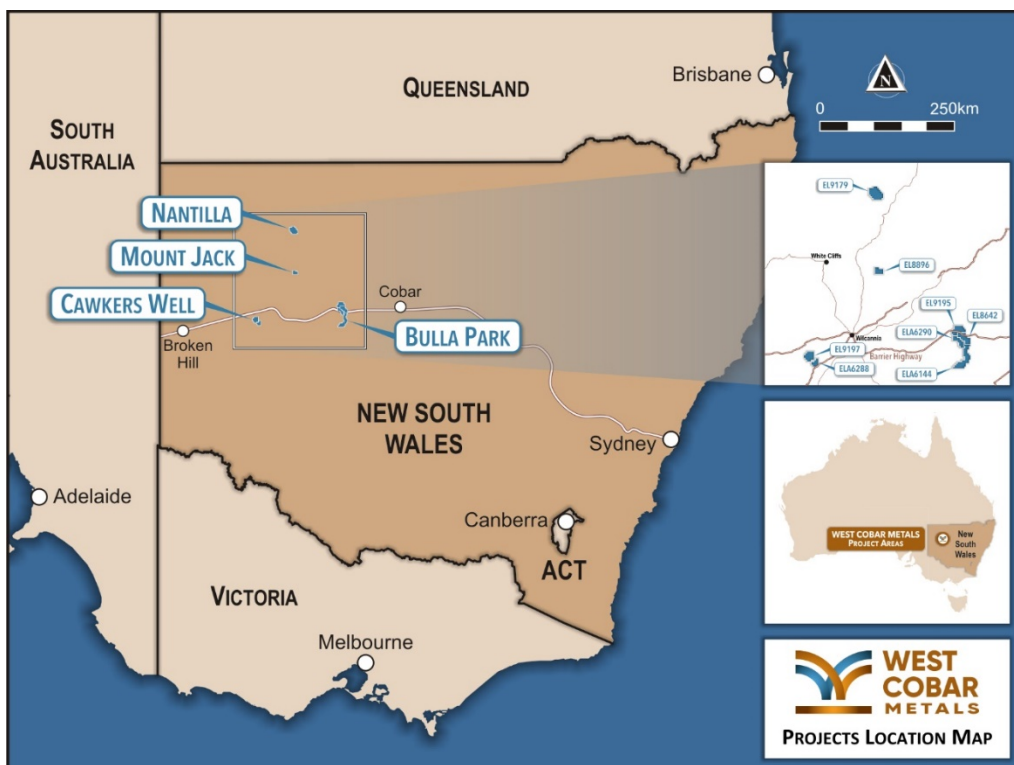 QUEENSLAND
Brisbane
N
0
250km
SOUTH
AUSTRALIA
NANTILLA
MOUNT JACK
CAWKERS WELL
Broken
Hill
Cobar
BULLA PARK
NEW SOUTH
WALES
Sydney
Adelaide
Canberra
ACT
VICTORIA
Melbourne
EL9179
White Cliffs
EL8896
EL9195
EL8642
ELA6290
Wilcannia
EL9197
Barrier Highway
ELA6288
ELA6144
WEST COBAR METALS
PROJECT AREAS
New
South
Wales
WEST
COBAR
METALS
PROJECTS LOCATION MAP